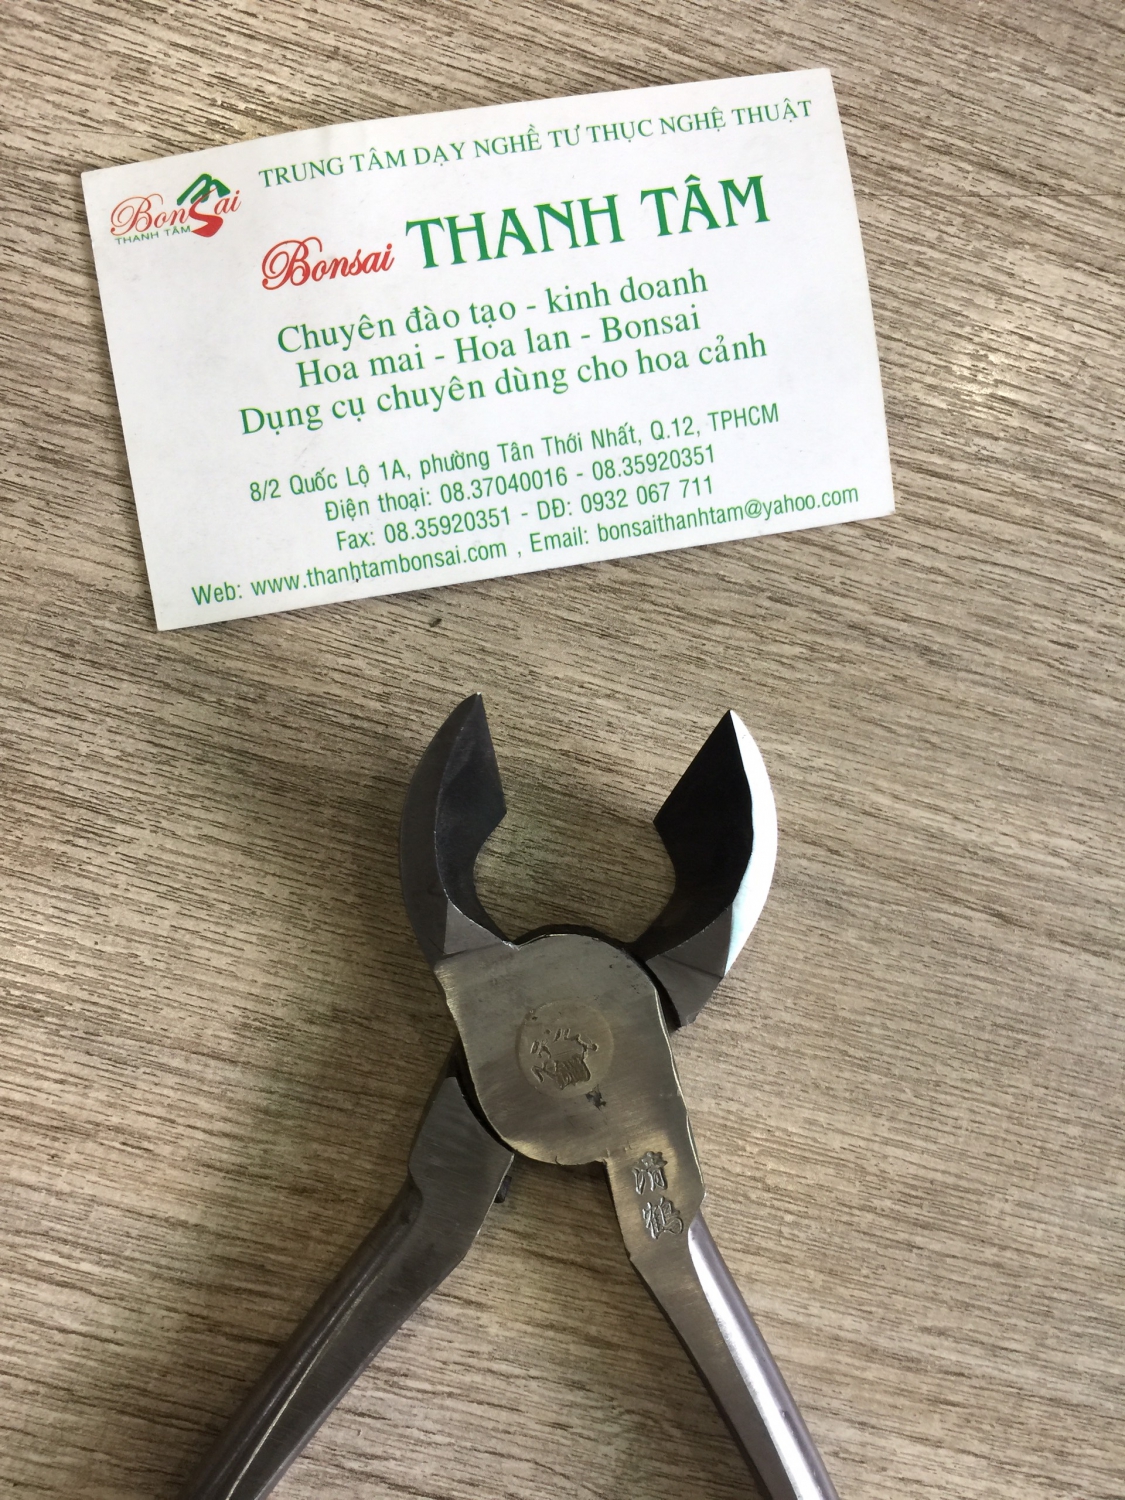 TRUNG TÂM DẠY NGHỀ TƯ THỤC NGHỆ THUẬT
Bonsai
THANH TÂM
Bonsai THANH TÂM
Chuyên đào tạo - kinh doanh
Hoa mai - Hoa lan - Bonsai
Dụng cụ chuyên dùng cho hoa cảnh
8/2 Quốc Lộ 1A, phường Tân Thới Nhất, Q.12, TPHCM
Điện thoại: 08.37040016 - 08.35920351
Fax: 08.35920351 - DĐ: 0932 067 711
Web: www.thanhtambonsai.com , Email: bonsaithanhtam@yahoo.com
清鶴